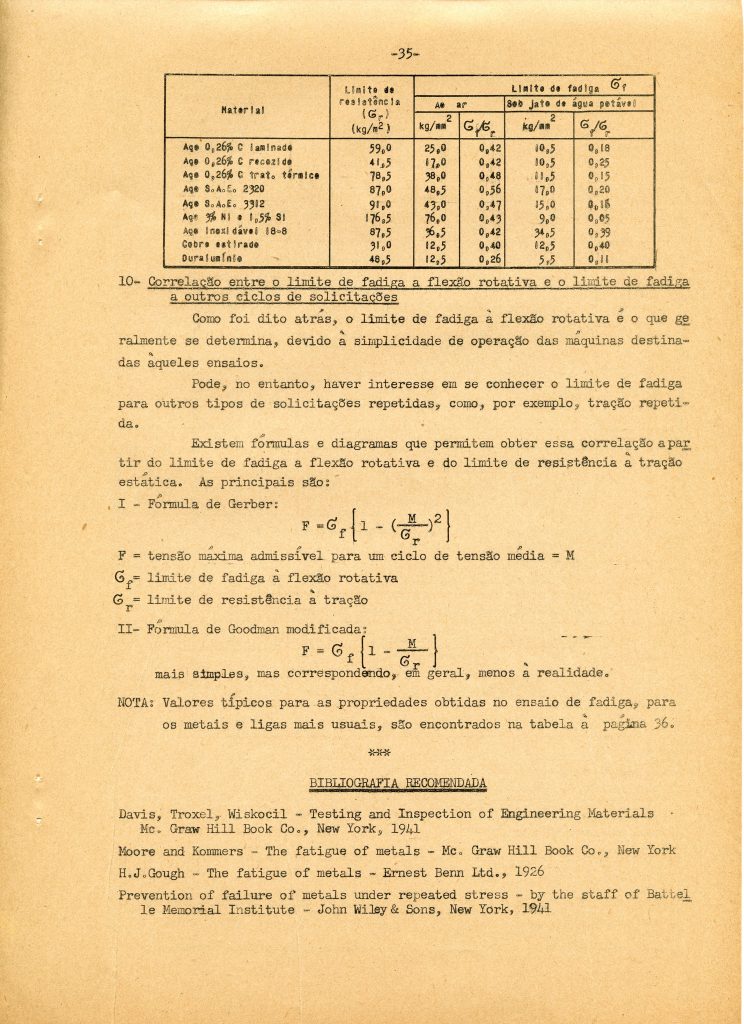 -35-
Material | Limite de resistência (σr) (kg/m2) | Limite de fadiga σf
Ao ar | Sob jato de água potável
kg/mm2 | σf/σr | kg/mm2 | σf/σr
Aço 0,26% C laminado 59,0 25,0 0,42 10,5 0,18
Aço 0,26% C recozido 41,5 17,0 0,42 10,5 0,25
Aço 0,26% C trat. térmico 78,5 38,0 0,48 11,5 0,15
Aço S.A.E. 2320 87,0 48,5 0,56 17,0 0,20
Aço S.A.E. 3312 91,0 43,0 0,47 15,0 0,16
Aço 3% Ni e 1,5% Si 176,5 76,0 0,43 9,0 0,05
Aço inoxidável 18-8 87,5 36,5 0,42 34,5 0,39
Cobre estirado 31,0 12,5 0,40 12,5 0,40
Duralumínio 48,5 12,5 0,26 5,5 0,11
10- Correlação entre o limite de fadiga a flexão rotativa e o limite de fadiga
a outros ciclos de solicitações
Como foi dito atrás, o limite de fadiga à flexão rotativa é o que ge
ralmente se determina, devido à simplicidade de operação das máquinas destina-
das àqueles ensaios.
Pode, no entanto, haver interesse em se conhecer o limite de fadiga
para outros tipos de solicitações repetidas, como, por exemplo, tração repeti-
da.
Existem fórmulas e diagramas que permitem obter essa correlação a par
tir do limite de fadiga a flexão rotativa e do limite de resistência à tração
estática. As principais são:
I - Fórmula de Gerber:
F = σf {1 - (M/σr)2}
F = tensão máxima admissível para um ciclo de tensão média = M
σf= limite de fadiga à flexão rotativa
σr= limite de resistência à tração
II- Fórmula de Goodman modificada:
F = σf {1 - M/σr}
mais simples, mas correspondendo, em geral, menos à realidade.
NOTA: Valores típicos para as propriedades obtidas no ensaio de fadiga, para
os metais e ligas mais usuais, são encontrados na tabela à página 36.
***
BIBLIOGRAFIA RECOMENDADA
Davis, Troxel, Wiskocil - Testing and Inspection of Engineering Materials
Mc. Graw Hill Book Co., New York, 1941
Moore and Kommers - The fatigue of metals - Mc. Graw Hill Book Co., New York
H.J.Gough - The fatigue of metals - Ernest Benn Ltd., 1926
Prevention of failure of metals under repeated stress - by the staff of Battel
le Memorial Institute - John Wiley & Sons, New York, 1941